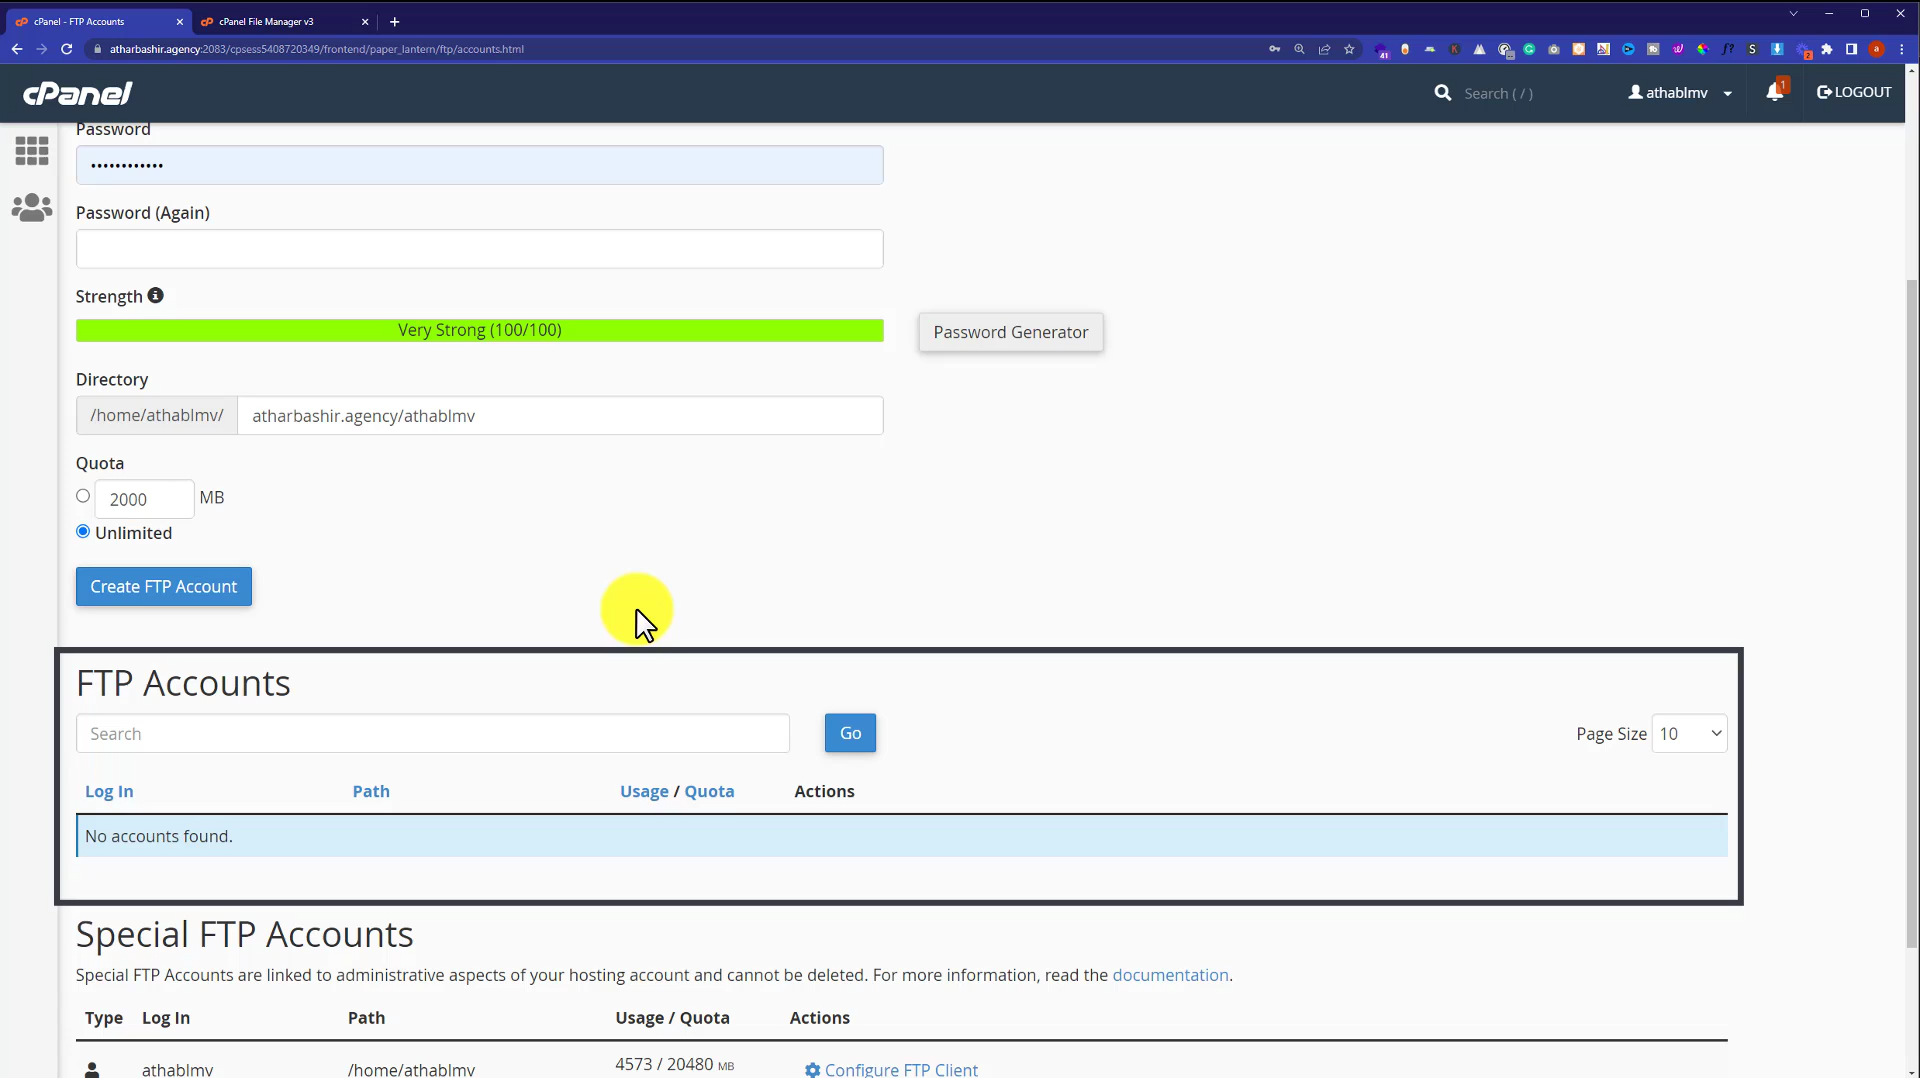 cPanel - FTP Accounts
cPanel File Manager v3
atharbashir.agency:2083/cpsess5408720349/frontend/paper_lantern/ftp/accounts.html
cPanel
Search ( / )
athablmv
1
LOGOUT
Password
••••••••••••
Password (Again)
Strength
Very Strong (100/100)
Password Generator
Directory
/home/athablmv/
atharbashir.agency/athablmv
Quota
2000
MB
Unlimited
Create FTP Account
FTP Accounts
Search
Go
Page Size
10
Log In
Path
Usage / Quota
Actions
No accounts found.
Special FTP Accounts
Special FTP Accounts are linked to administrative aspects of your hosting account and cannot be deleted. For more information, read the documentation.
Type
Log In
Path
Usage / Quota
Actions
athablmv
/home/athablmv
4573 / 20480 MB
Configure FTP Client